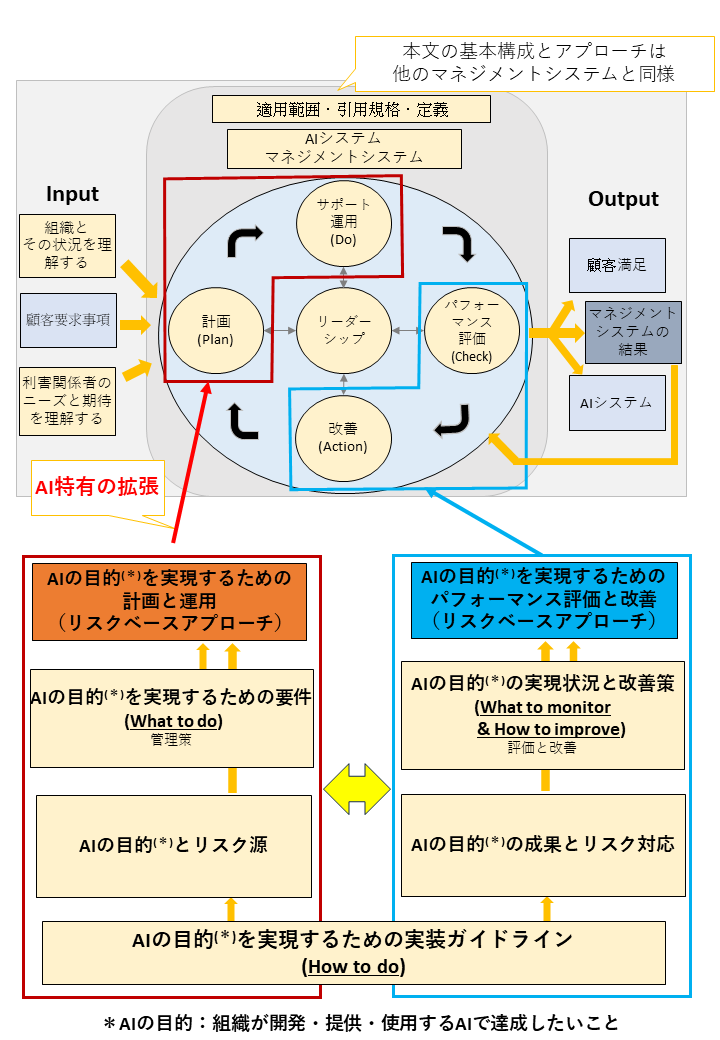 本文の基本構成とアプローチは
他のマネジメントシステムと同様
適用範囲・引用規格・定義
AIシステム
マネジメントシステム
Input
組織と
その状況を理
解する
顧客要求事項
利害関係者の
ニーズと期待
を理解する
サポート
運用
(Do)
計画
(Plan)
リーダー
シップ
パフォー
マンス
評価
(Check)
改善
(Action)
Output
顧客満足
マネジメント
システムの
結果
AIシステム
AI特有の拡張
AIの目的(*)を実現するための
計画と運用
（リスクベースアプローチ）
AIの目的(*)を実現するための要件
(What to do)
管理策
AIの目的(*)とリスク源
AIの目的(*)を実現するための
パフォーマンス評価と改善
（リスクベースアプローチ）
AIの目的(*)の実現状況と改善策
(What to monitor
& How to improve)
評価と改善
AIの目的(*)の成果とリスク対応
AIの目的(*)を実現するための実装ガイドライン
(How to do)
＊AIの目的：組織が開発・提供・使用するAIで達成したいこと